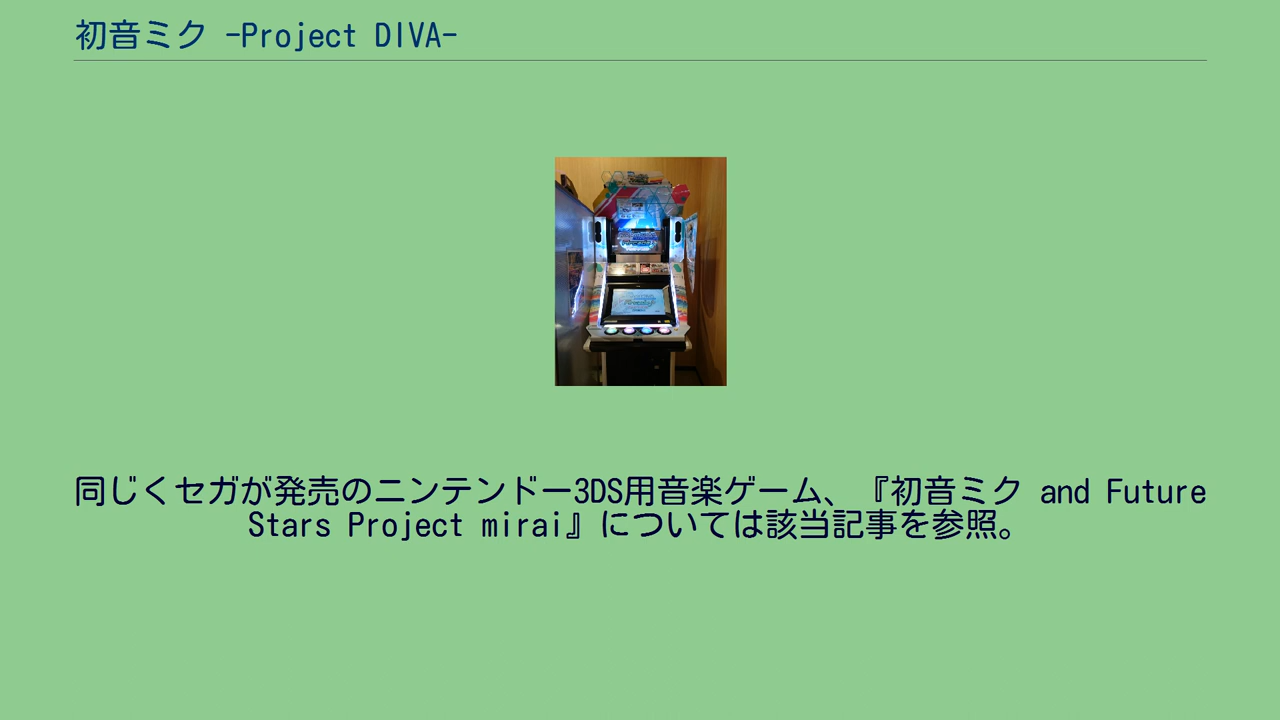 初音ミク -Project DIVA-
同じくセガが発売のニンテンドー3DS用音楽ゲーム、『初音ミク and Future
Stars Project mirai』については該当記事を参照。